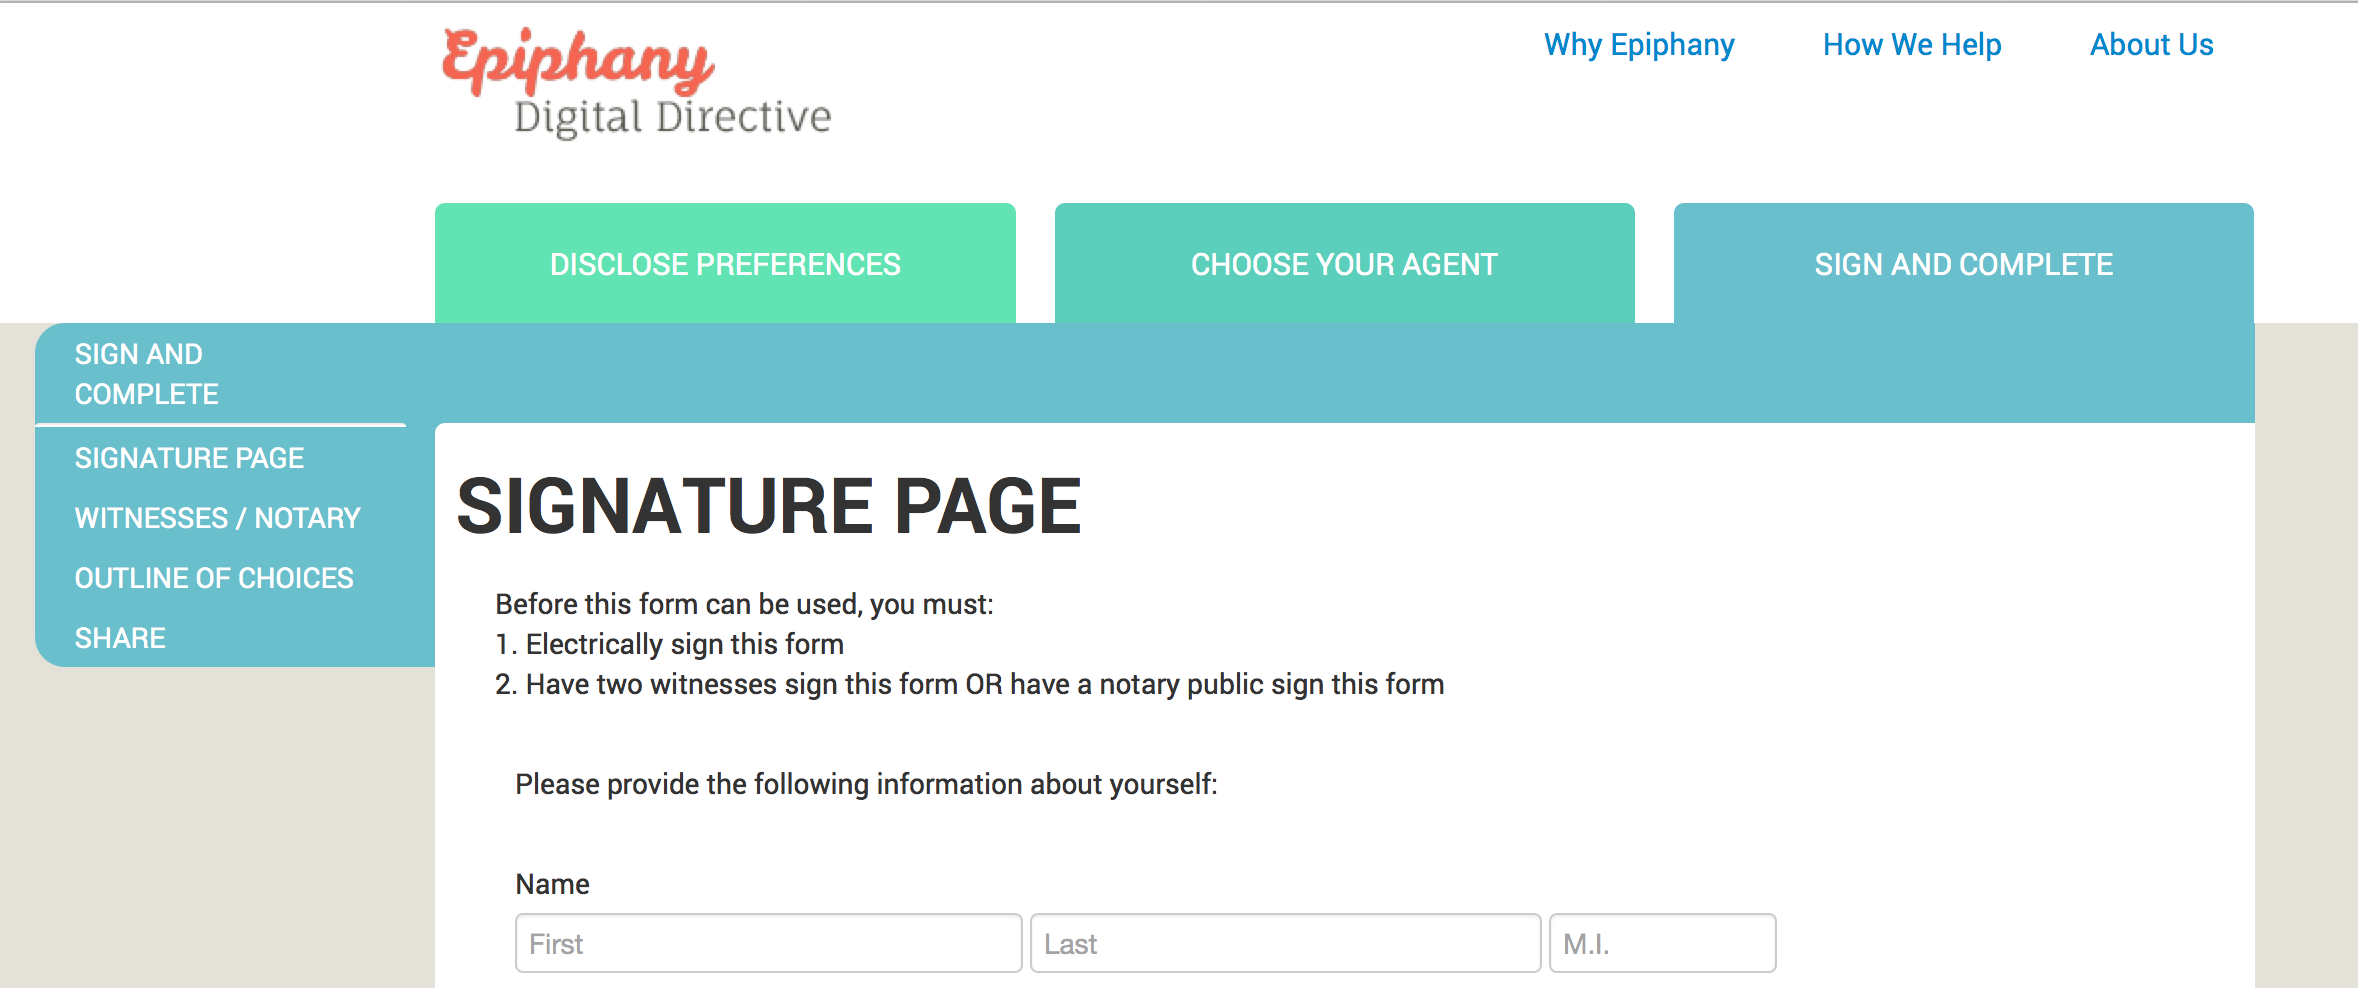 Epiphany
Digital Directive
Why Epiphany
How We Help
About Us
DISCLOSE PREFERENCES
CHOOSE YOUR AGENT
SIGN AND COMPLETE
SIGN AND
COMPLETE
SIGNATURE PAGE
WITNESSES / NOTARY
OUTLINE OF CHOICES
SHARE
SIGNATURE PAGE
Before this form can be used, you must:
1. Electrically sign this form
2. Have two witnesses sign this form OR have a notary public sign this form
Please provide the following information about yourself:
Name
First
Last
M.I.